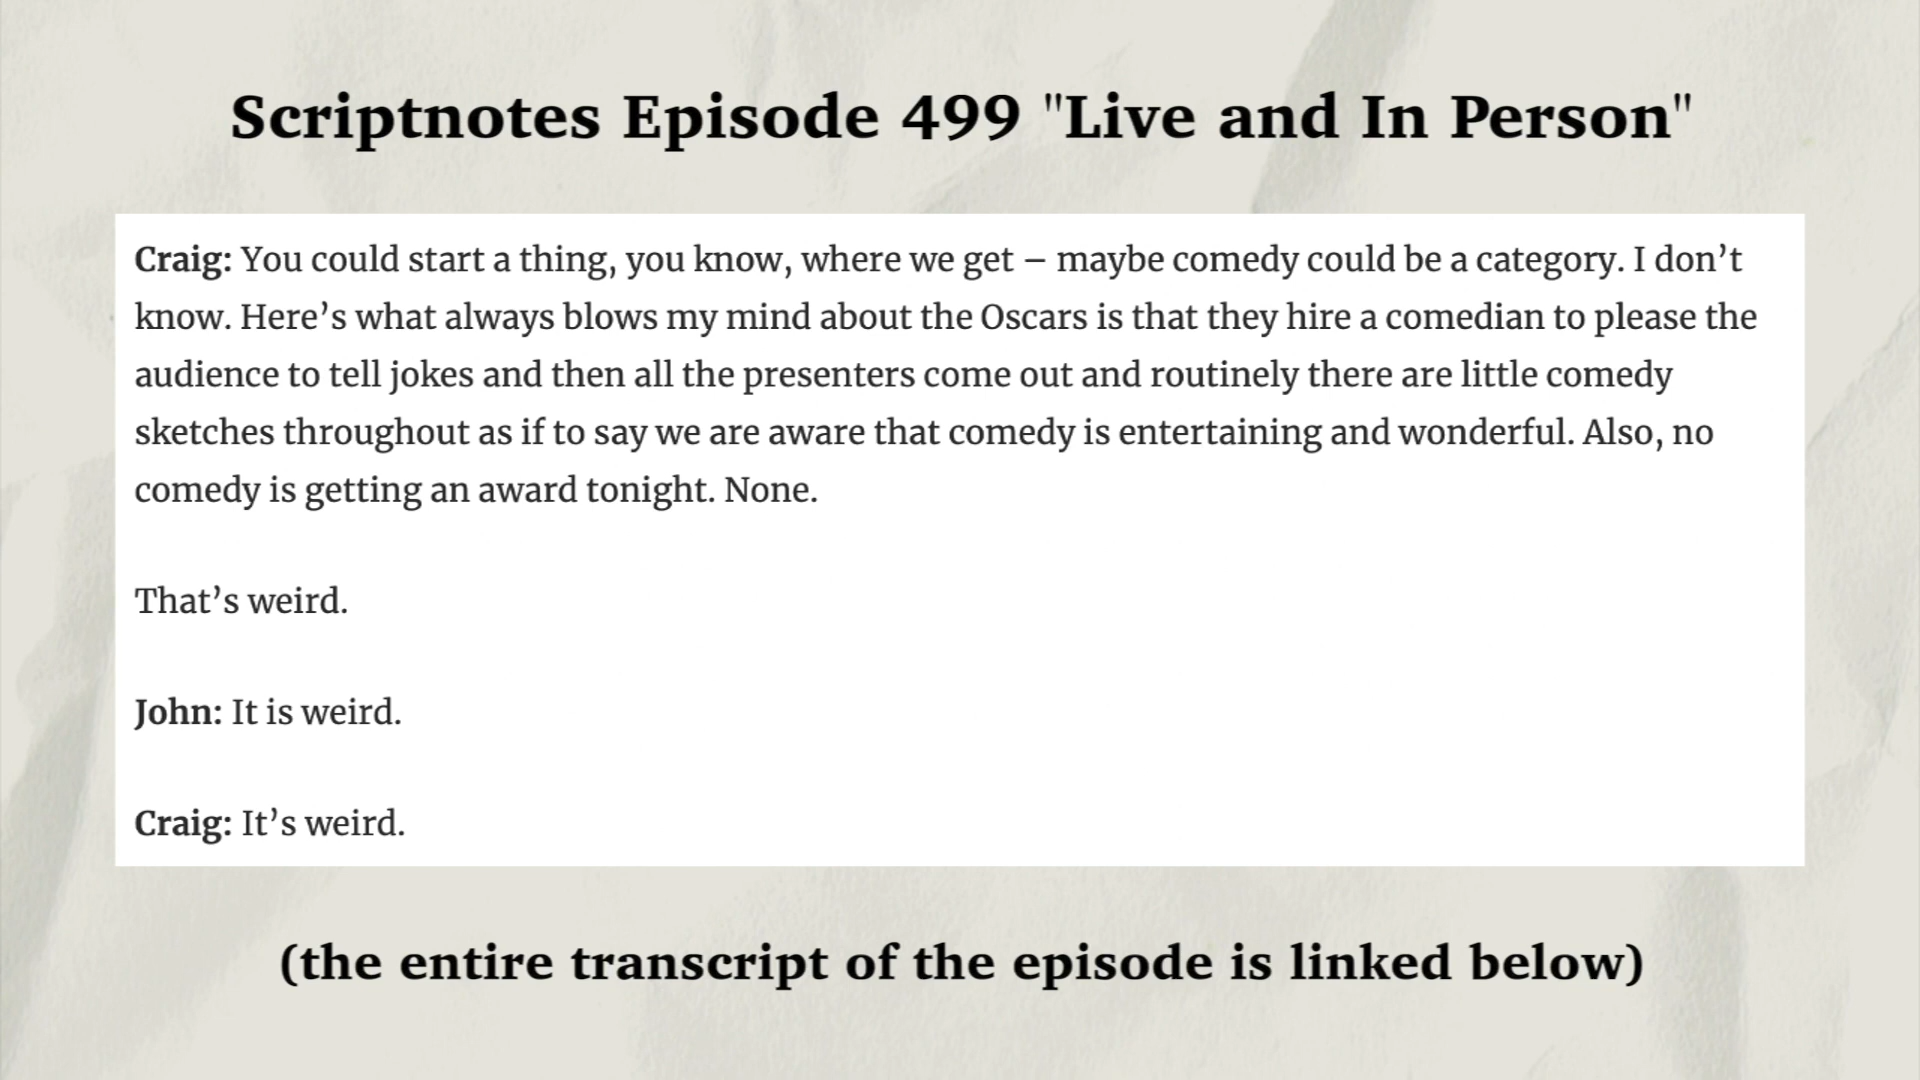 Scriptnotes Episode 499 "Live and In Person"
Craig: You could start a thing, you know, where we get – maybe comedy could be a category. I don’t
know. Here’s what always blows my mind about the Oscars is that they hire a comedian to please the
audience to tell jokes and then all the presenters come out and routinely there are little comedy
sketches throughout as if to say we are aware that comedy is entertaining and wonderful. Also, no
comedy is getting an award tonight. None.
That’s weird.
John: It is weird.
Craig: It’s weird.
(the entire transcript of the episode is linked below)